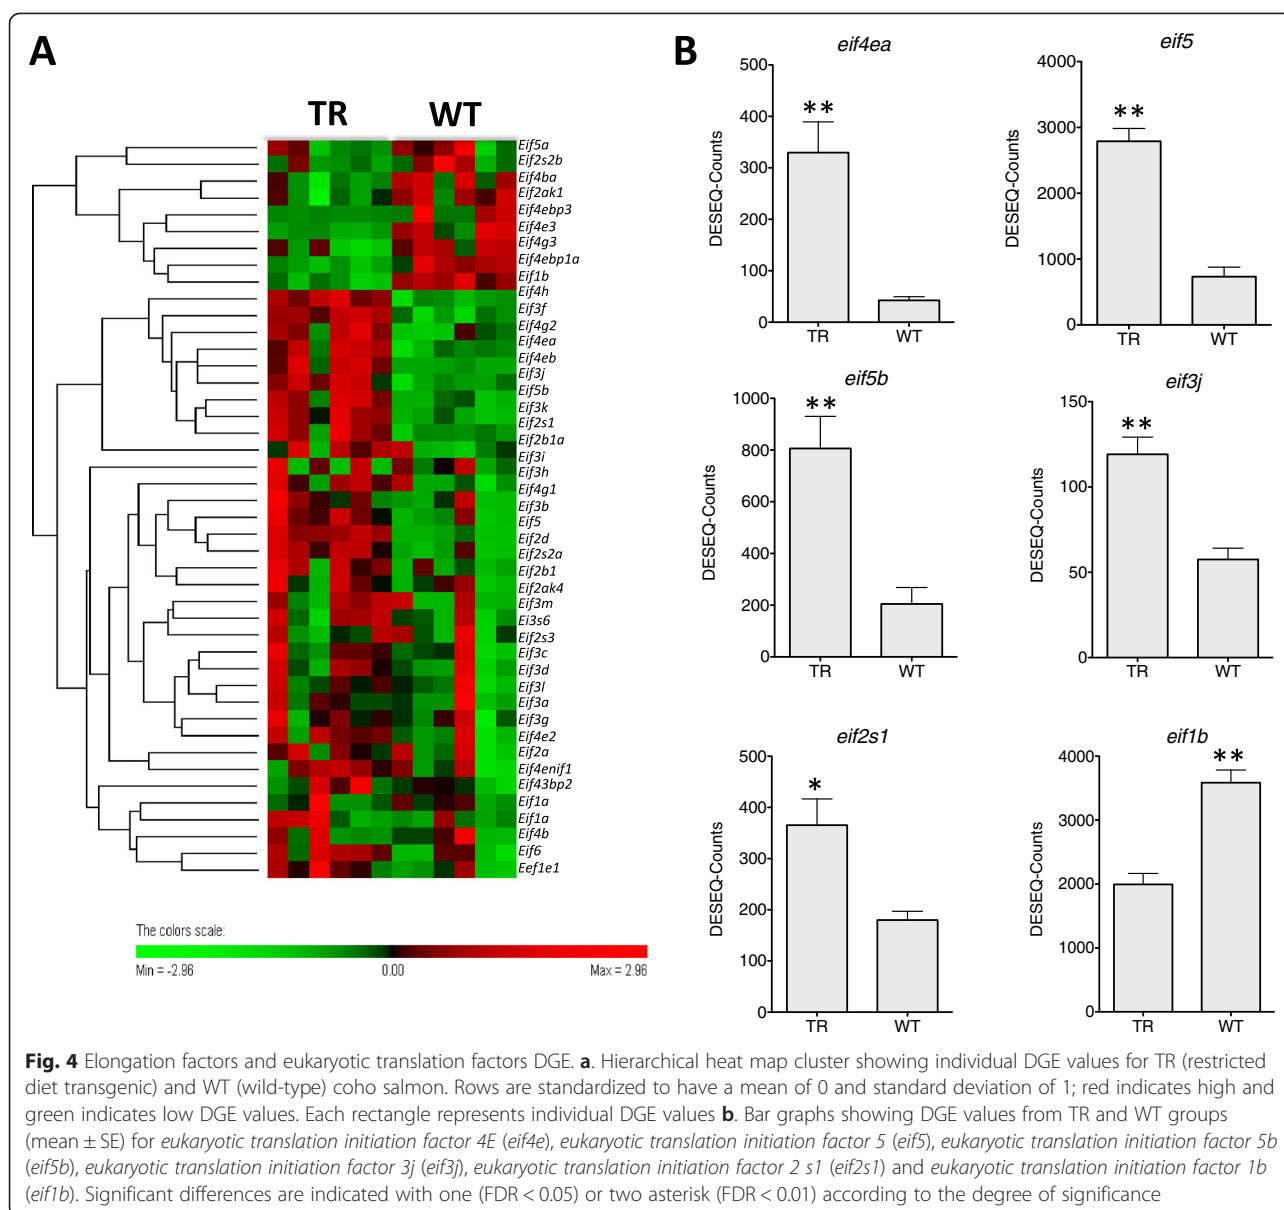 A
TR WT
Eif5a
Eif2s2b
Eif4ba
Eif2ak1
Eif4ebp3
Eif4e3
Eif4g3
Eif4ebp1a
Eif1b
Eif4h
Eif3f
Eif4g2
Eif4ea
Eif4eb
Eif3j
Eif5b
Eif3k
Eif2s1
Eif2b1a
Eif3i
Eif3h
Eif4g1
Eif3b
Eif5
Eif2d
Eif2s2a
Eif2b1
Eif2ak4
Eif3m
Ei3s6
Eif2s3
Eif3c
Eif3d
Eif3l
Eif3a
Eif3g
Eif4e2
Eif2a
Eif4enif1
Eif43bp2
Eif1a
Eif1a
Eif4b
Eif6
Eef1e1
The colors scale:
Min = -2.96 0.00 Max = 2.96
B
eif4ea
DESEQ-Counts
500
400
300
200
100
0
**
TR WT
eif5
DESEQ-Counts
4000
3000
2000
1000
0
**
TR WT
eif5b
DESEQ-Counts
1000
800
600
400
200
0
**
TR WT
eif3j
DESEQ-Counts
150
100
50
0
**
TR WT
eif2s1
DESEQ-Counts
500
400
300
200
100
0
*
TR WT
eif1b
DESEQ-Counts
4000
3000
2000
1000
0
**
TR WT
Fig. 4 Elongation factors and eukaryotic translation factors DGE. a. Hierarchical heat map cluster showing individual DGE values for TR (restricted
diet transgenic) and WT (wild-type) coho salmon. Rows are standardized to have a mean of 0 and standard deviation of 1; red indicates high and
green indicates low DGE values. Each rectangle represents individual DGE values b. Bar graphs showing DGE values from TR and WT groups
(mean ± SE) for eukaryotic translation initiation factor 4E (eif4e), eukaryotic translation initiation factor 5 (eif5), eukaryotic translation initiation factor 5b
(eif5b), eukaryotic translation initiation factor 3j (eif3j), eukaryotic translation initiation factor 2 s1 (eif2s1) and eukaryotic translation initiation factor 1b
(eif1b). Significant differences are indicated with one (FDR < 0.05) or two asterisk (FDR < 0.01) according to the degree of significance